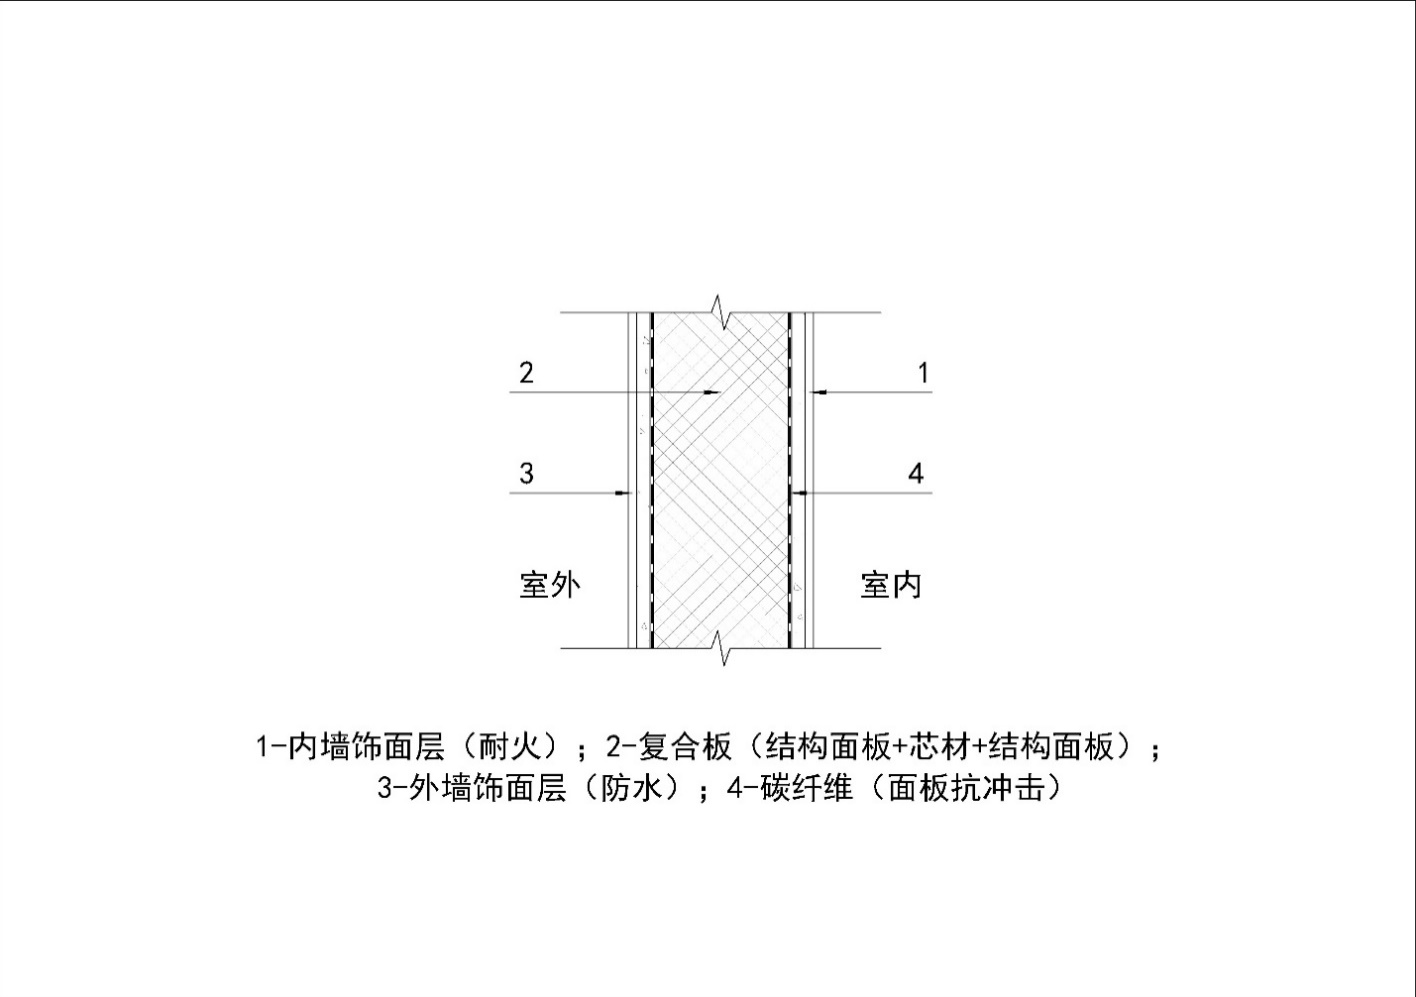 2
1
3
4
室外
室内
1-内墙饰面层（耐火）；2-复合板（结构面板+芯材+结构面板）；
3-外墙饰面层（防水）；4-碳纤维（面板抗冲击）